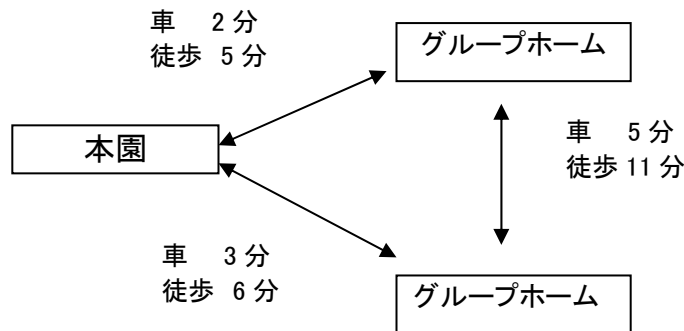 車　2分
徒歩 5分
グループホーム
本園
車　5分
徒歩 11分
車　3分
徒歩 6分
グループホーム